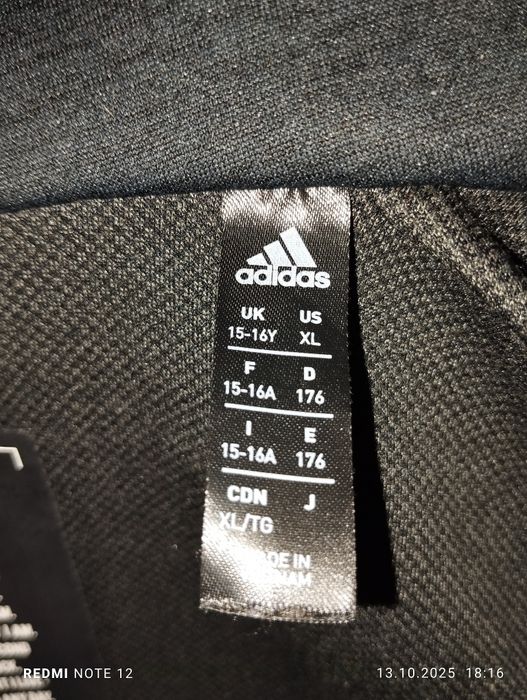 adidas
UK US
15-16Y XL
F D
15-16A 176
I E
15-16A 176
CDN J
XL/TG
IN
REDMI NOTE 12
13.10.2025 18:16